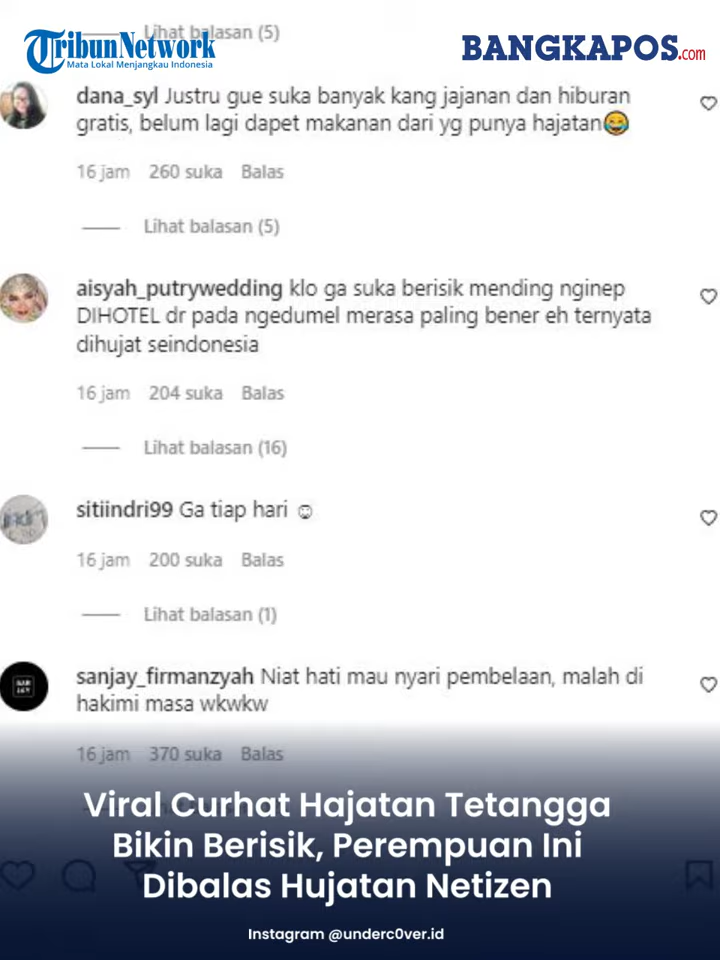 Lihat balasan (5)
TribunNetwork
Mata Lokal Menjangkau Indonesia
BANGKAPOS.com
dana_syl Justru gue suka banyak kang jajanan dan hiburan
gratis, belum lagi dapet makanan dari yg punya hajatan😂
16 jam 260 suka Balas
Lihat balasan (5)
aisyah_putrywedding klo ga suka berisik mending nginep
DIHOTEL dr pada ngedumel merasa paling bener eh ternyata
dihujat seindonesia
16 jam 204 suka Balas
Lihat balasan (16)
sitiindri99 Ga tiap hari ☺
16 jam 200 suka Balas
Lihat balasan (1)
sanjay_firmanzyah Niat hati mau nyari pembelaan, malah di
hakimi masa wkwkw
16 jam 370 suka Balas
Viral Curhat Hajatan Tetangga
Bikin Berisik, Perempuan Ini
Dibalas Hujatan Netizen
Instagram @underc0ver.id